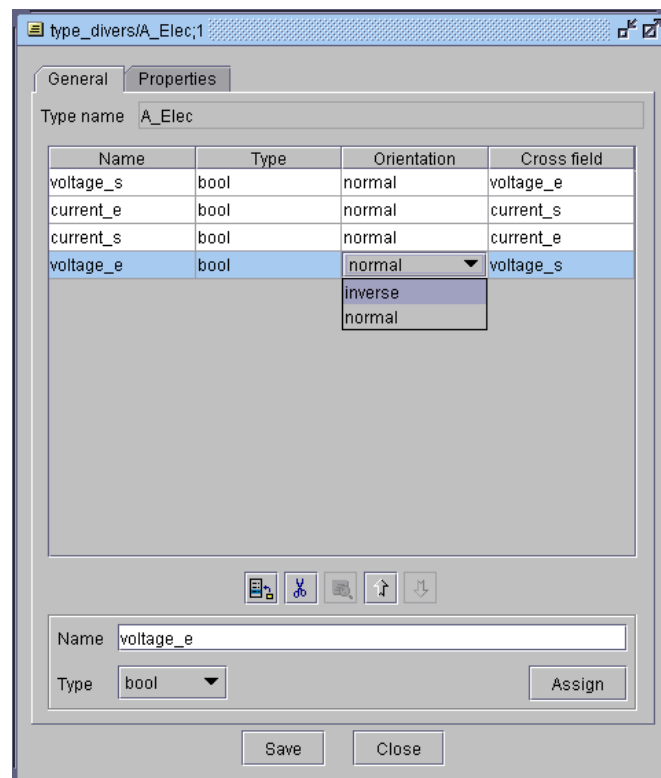 type_divers/A_Elec;1
General Properties
Type name A_Elec
Name Type Orientation Cross field
voltage_s bool normal voltage_e
current_e bool normal current_s
current_s bool normal current_e
voltage_e bool normal voltage_s
inverse
normal
Name voltage_e
Type bool Assign
Save Close